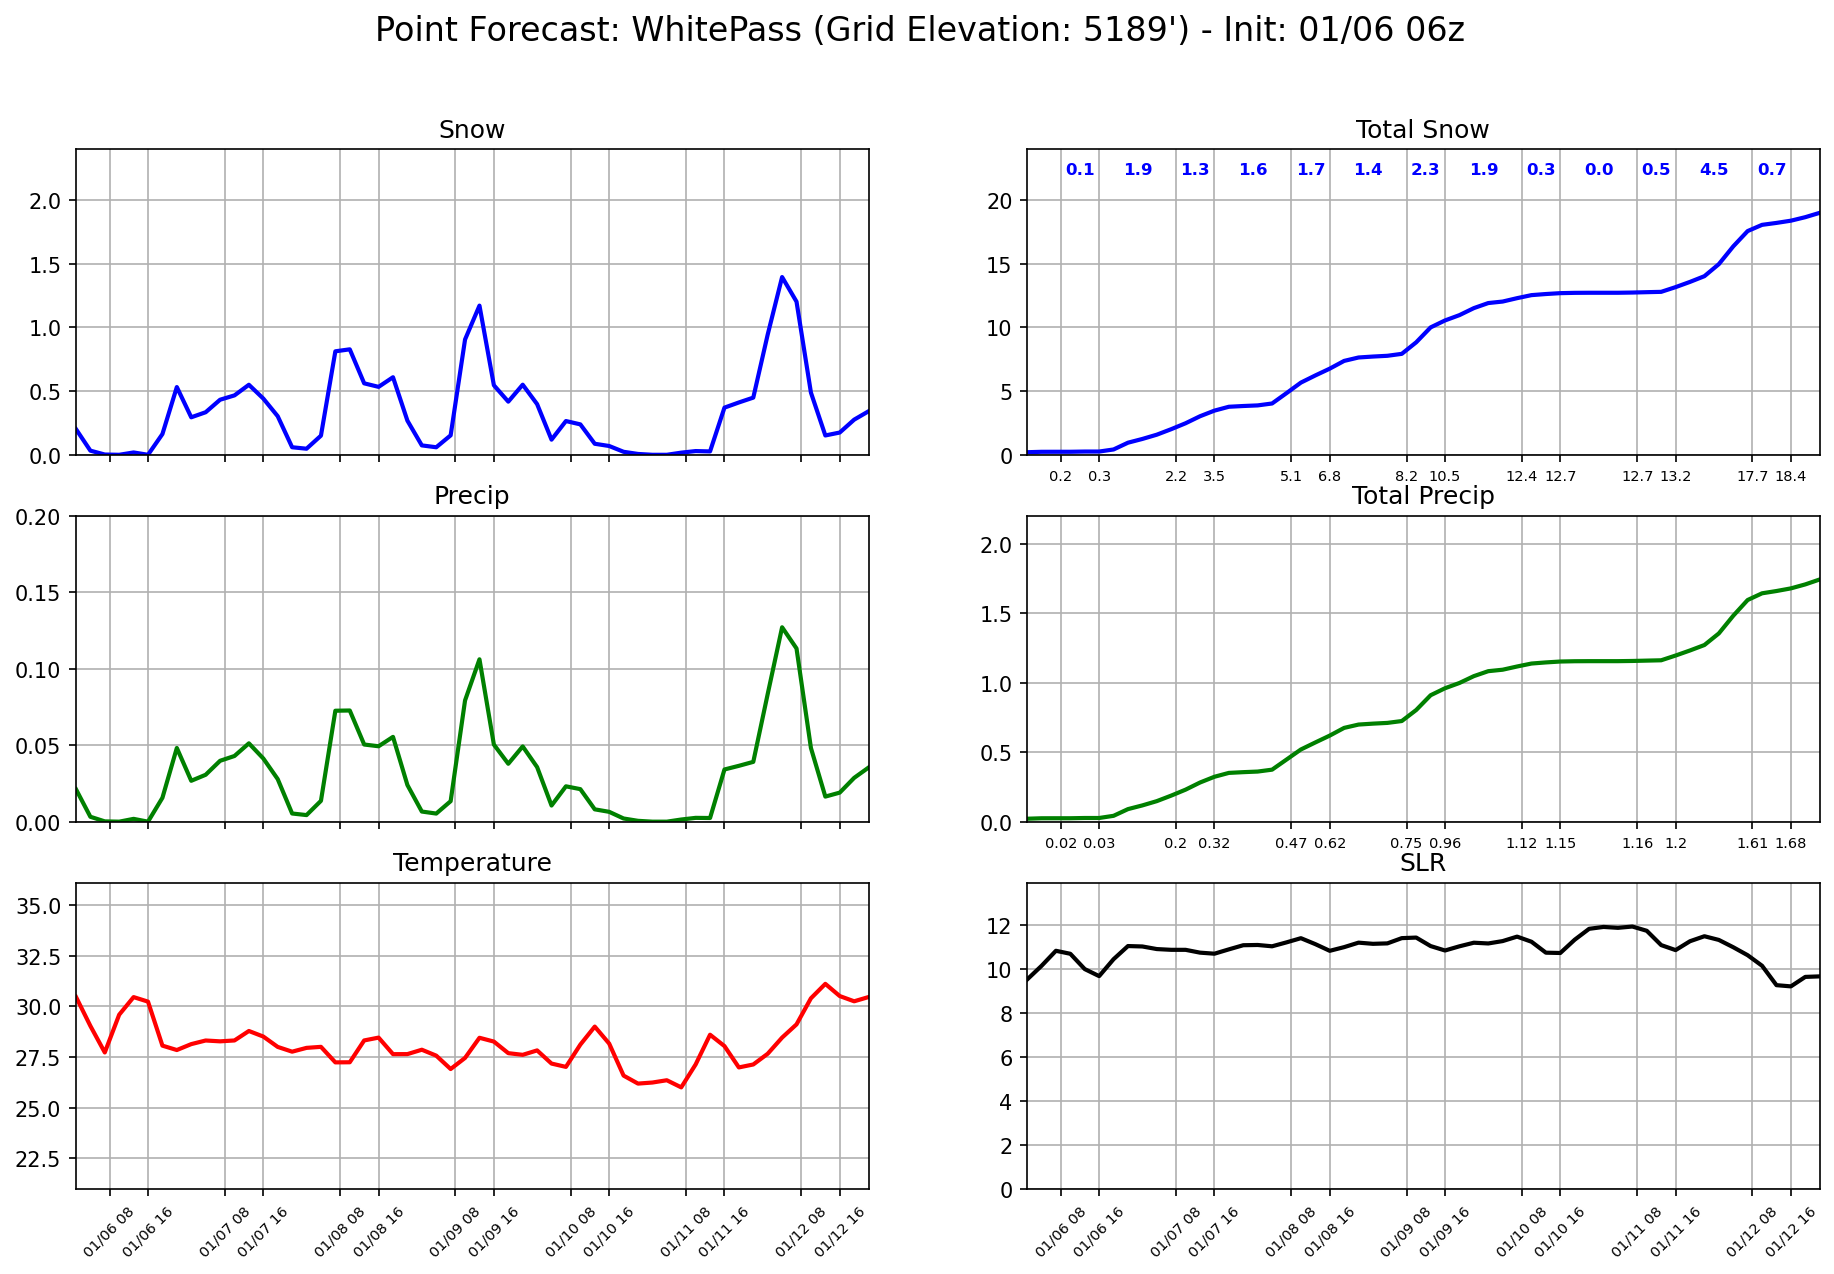 Point Forecast: WhitePass (Grid Elevation: 5189') - Init: 01/06 06z
Snow
2.0
1.5
1.0
0.5
0.0
Total Snow
0.1 1.9 1.3 1.6 1.7 1.4 2.3 1.9 0.3 0.0 0.5 4.5 0.7
20
15
10
5
0
0.2 0.3 2.2 3.5 5.1 6.8 8.2 10.5 12.4 12.7 12.7 13.2 17.7 18.4
Precip
0.20
0.15
0.10
0.05
0.00
Total Precip
2.0
1.5
1.0
0.5
0.0
0.02 0.03 0.2 0.32 0.47 0.62 0.75 0.96 1.12 1.15 1.16 1.2 1.61 1.68
Temperature
35.0
32.5
30.0
27.5
25.0
22.5
01/06 08 01/06 16 01/07 08 01/07 16 01/08 08 01/08 16 01/09 08 01/09 16 01/10 08 01/10 16 01/11 08 01/11 16 01/12 08 01/12 16
SLR
12
10
8
6
4
2
0
01/06 08 01/06 16 01/07 08 01/07 16 01/08 08 01/08 16 01/09 08 01/09 16 01/10 08 01/10 16 01/11 08 01/11 16 01/12 08 01/12 16